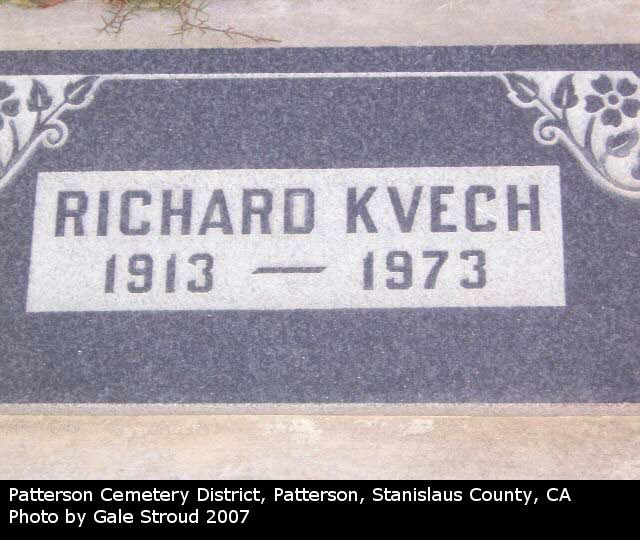 RICHARD KVECH
1913 — 1973
Patterson Cemetery District, Patterson, Stanislaus County, CA
Photo by Gale Stroud 2007